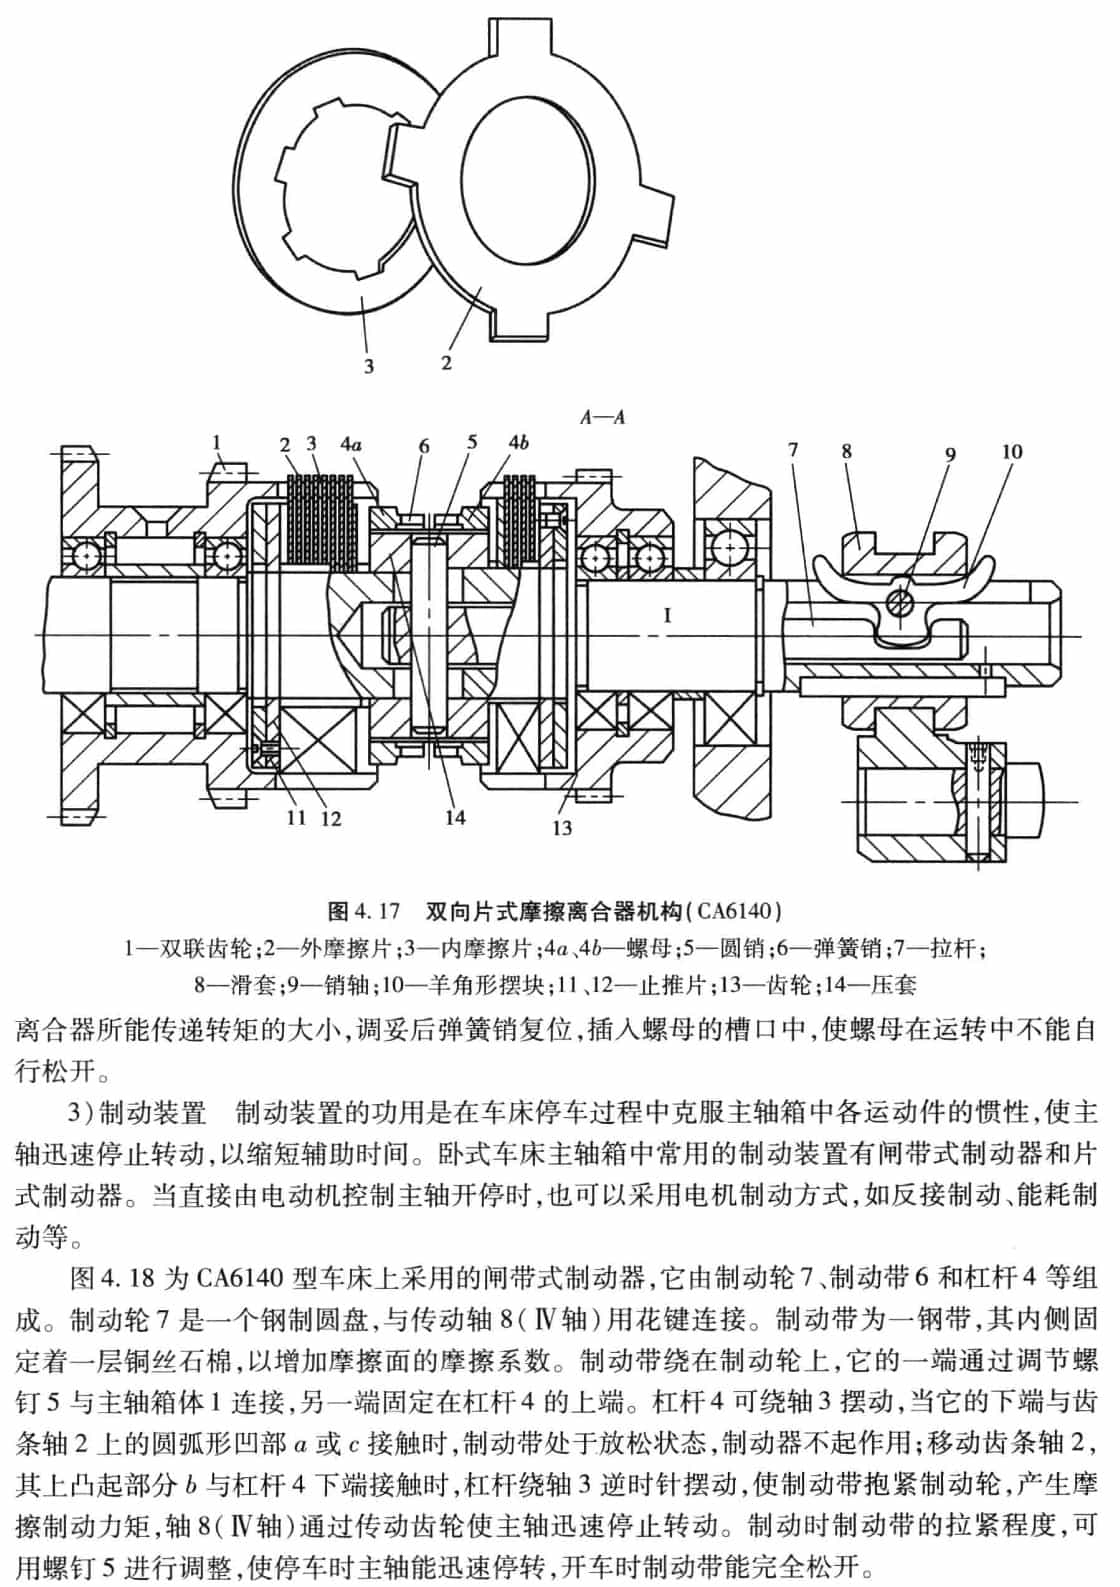 3
2
A—A
1 2 3 4a 6 5 4b 7 8 9 10
I
11 12 14 13
图 4.17 双向片式摩擦离合器机构(CA6140)
1—双联齿轮;2—外摩擦片;3—内摩擦片;4a、4b—螺母;5—圆销;6—弹簧销;7—拉杆;
8—滑套;9—销轴;10—羊角形摆块;11、12—止推片;13—齿轮;14—压套
离合器所能传递转矩的大小,调妥后弹簧销复位,插入螺母的槽口中,使螺母在运转中不能自
行松开。
3)制动装置 制动装置的功用是在车床停车过程中克服主轴箱中各运动件的惯性,使主
轴迅速停止转动,以缩短辅助时间。卧式车床主轴箱中常用的制动装置有闸带式制动器和片
式制动器。当直接由电动机控制主轴开停时,也可以采用电机制动方式,如反接制动、能耗制
动等。
图 4.18 为 CA6140 型车床上采用的闸带式制动器,它由制动轮 7、制动带 6 和杠杆 4 等组
成。制动轮 7 是一个钢制圆盘,与传动轴 8(Ⅳ轴)用花键连接。制动带为一钢带,其内侧固
定着一层铜丝石棉,以增加摩擦面的摩擦系数。制动带绕在制动轮上,它的一端通过调节螺
钉 5 与主轴箱体 1 连接,另一端固定在杠杆 4 的上端。杠杆 4 可绕轴 3 摆动,当它的下端与齿
条轴 2 上的圆弧形凹部 a 或 c 接触时,制动带处于放松状态,制动器不起作用;移动齿条轴 2,
其上凸起部分 b 与杠杆 4 下端接触时,杠杆绕轴 3 逆时针摆动,使制动带抱紧制动轮,产生摩
擦制动力矩,轴 8(Ⅳ轴)通过传动齿轮使主轴迅速停止转动。制动时制动带的拉紧程度,可
用螺钉 5 进行调整,使停车时主轴能迅速停转,开车时制动带能完全松开。